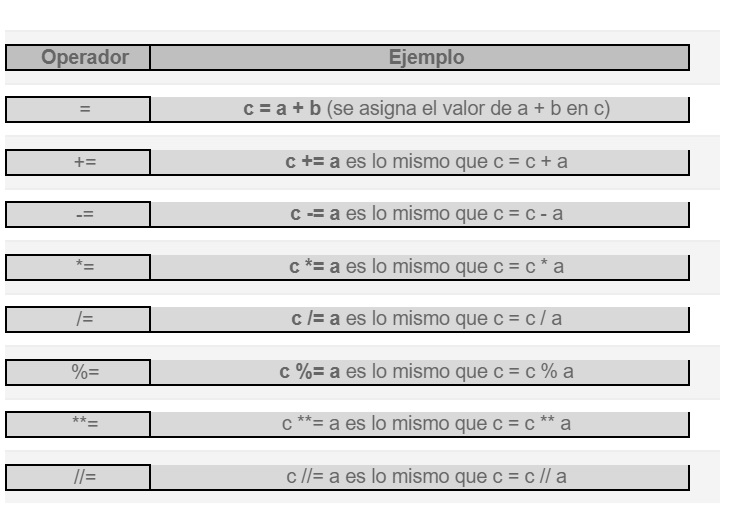 Operador Ejemplo
= c = a + b (se asigna el valor de a + b en c)
+= c += a es lo mismo que c = c + a
-= c -= a es lo mismo que c = c - a
*= c *= a es lo mismo que c = c * a
/= c /= a es lo mismo que c = c / a
%= c %= a es lo mismo que c = c % a
**= c **= a es lo mismo que c = c ** a
//= c //= a es lo mismo que c = c // a